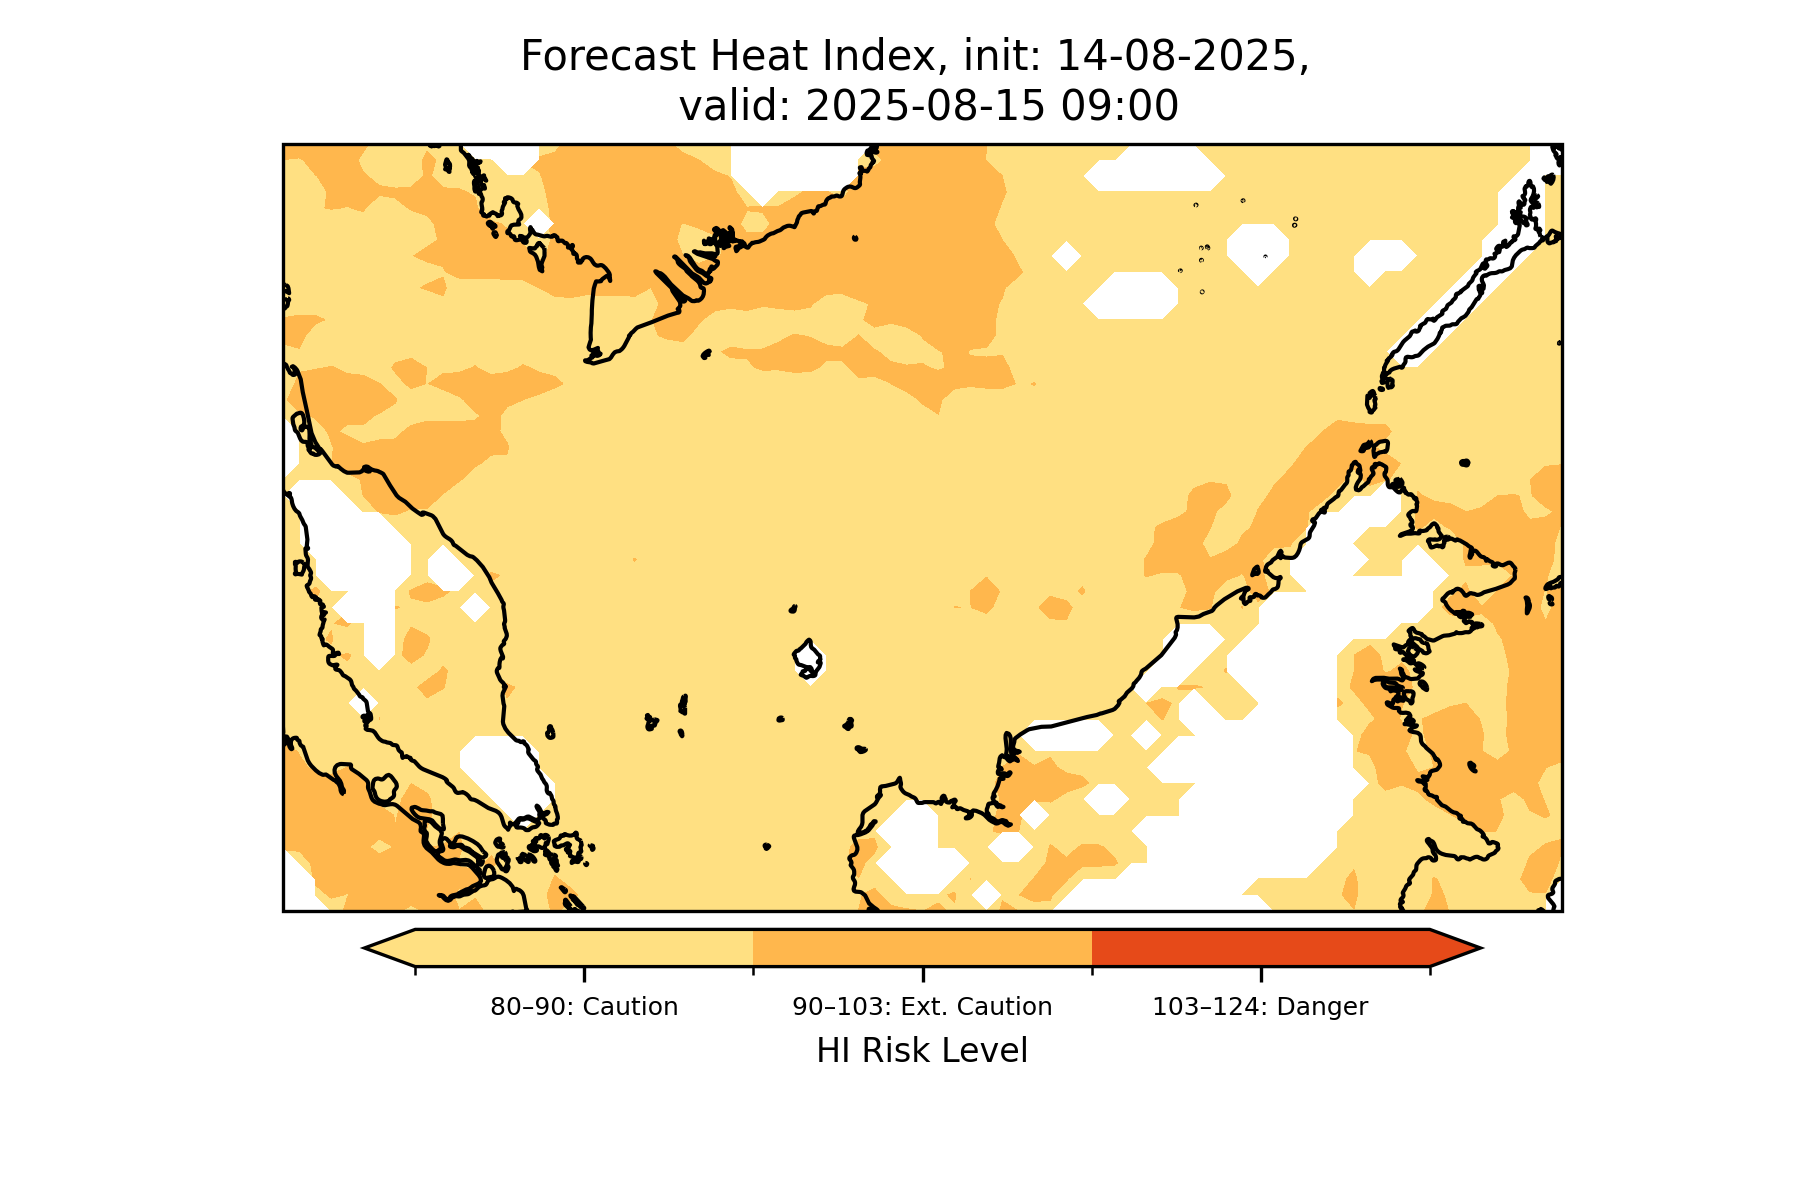 Forecast Heat Index, init: 14-08-2025,
valid: 2025-08-15 09:00
80–90: Caution
90–103: Ext. Caution
103–124: Danger
HI Risk Level